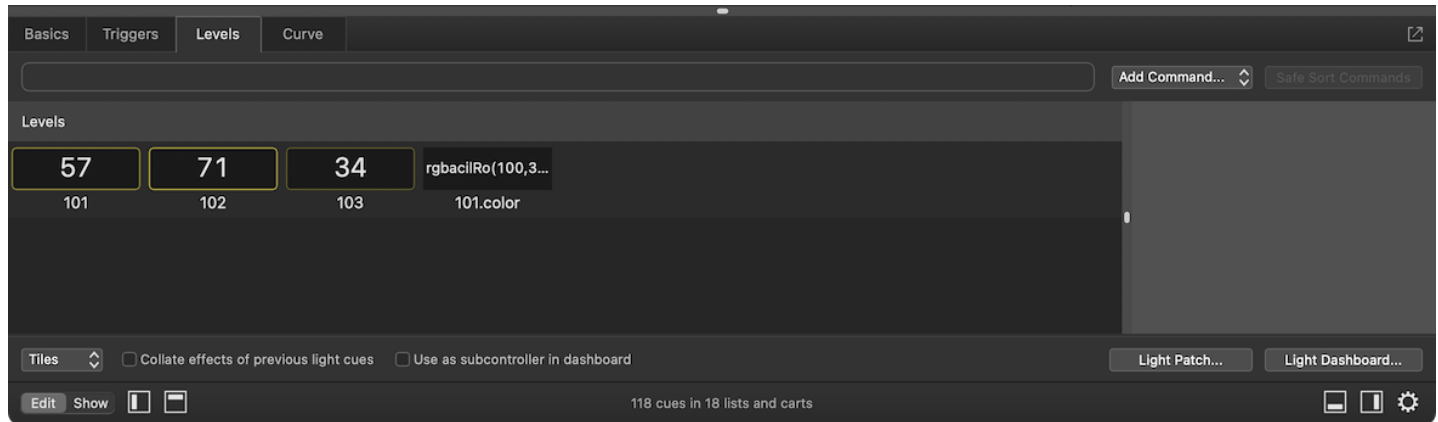 Basics Triggers Levels Curve
Add Command... Safe Sort Commands
Levels
57 71 34 rgbacilRo(100,3...
101 102 103 101.color
Tiles Collate effects of previous light cues Use as subcontroller in dashboard Light Patch... Light Dashboard...
Edit Show 118 cues in 18 lists and carts